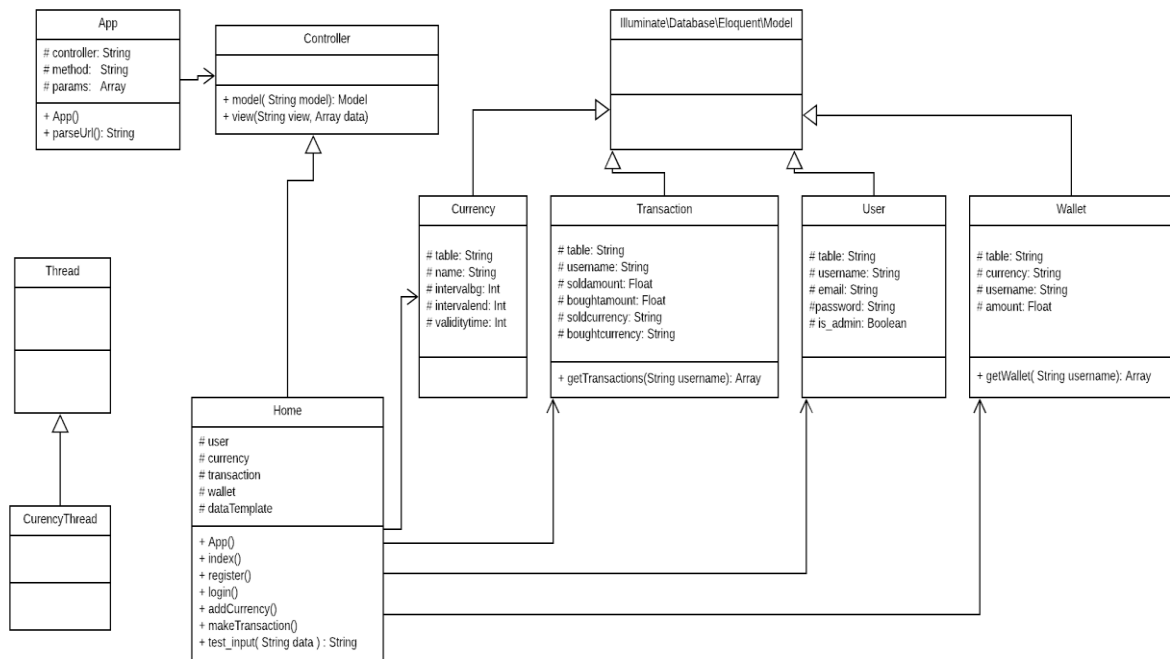 App
# controller: String
# method: String
# params: Array
+ App()
+ parseUrl(): String
Controller
+ model( String model): Model
+ view(String view, Array data)
Illuminate\Database\Eloquent\Model
Currency
# table: String
# name: String
# intervalbg: Int
# intervalend: Int
# validitytime: Int
Transaction
# table: String
# username: String
# soldamount: Float
# boughtamount: Float
# soldcurrency: String
# boughtcurrency: String
+ getTransactions(String username): Array
User
# table: String
# username: String
# email: String
#password: String
# is_admin: Boolean
Wallet
# table: String
# currency: String
# username: String
# amount: Float
+ getWallet( String username): Array
Thread
CurencyThread
Home
# user
# currency
# transaction
# wallet
# dataTemplate
+ App()
+ index()
+ register()
+ login()
+ addCurrency()
+ makeTransaction()
+ test_input( String data ) : String